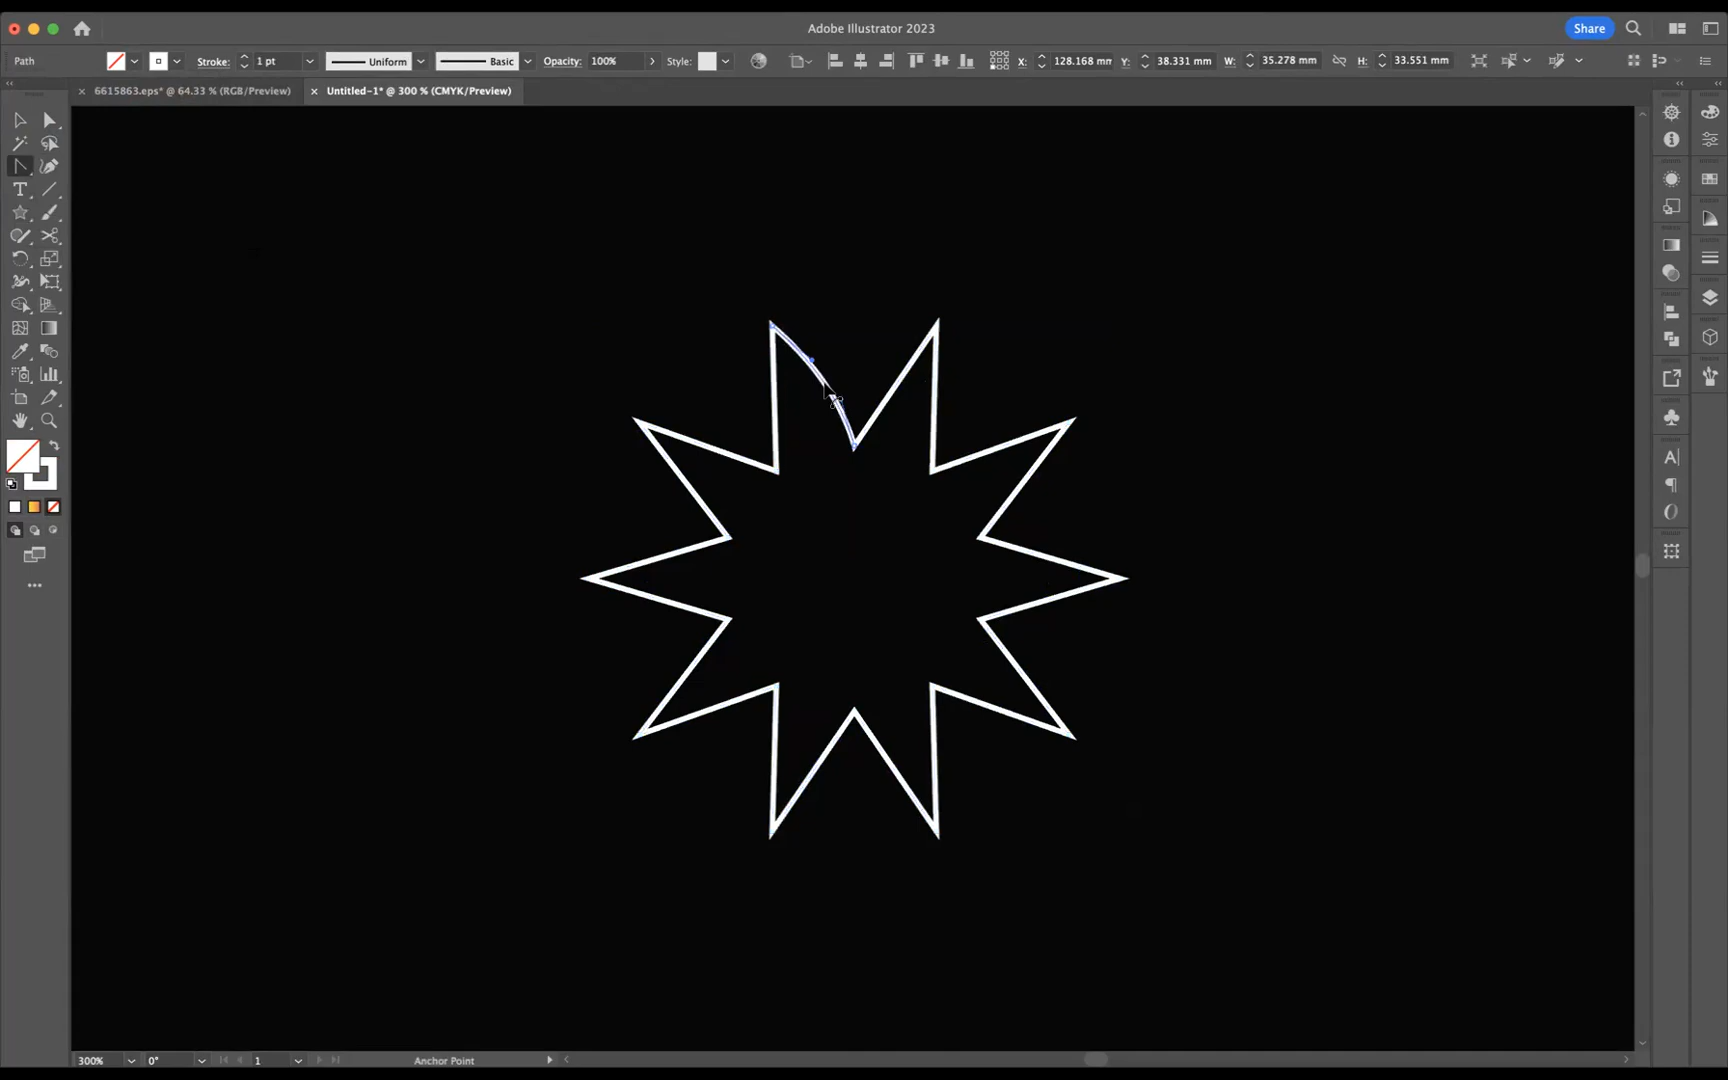 Adobe Illustrator 2023
Share
Path
Stroke:
1 pt
Uniform
Basic
Opacity:
100%
Style:
X:
128.168 mm
Y:
38.331 mm
W:
35.278 mm
H:
33.551 mm
6615863.eps* @ 64.33 % (RGB/Preview)
Untitled-1* @ 300 % (CMYK/Preview)
300%
0°
1
Anchor Point